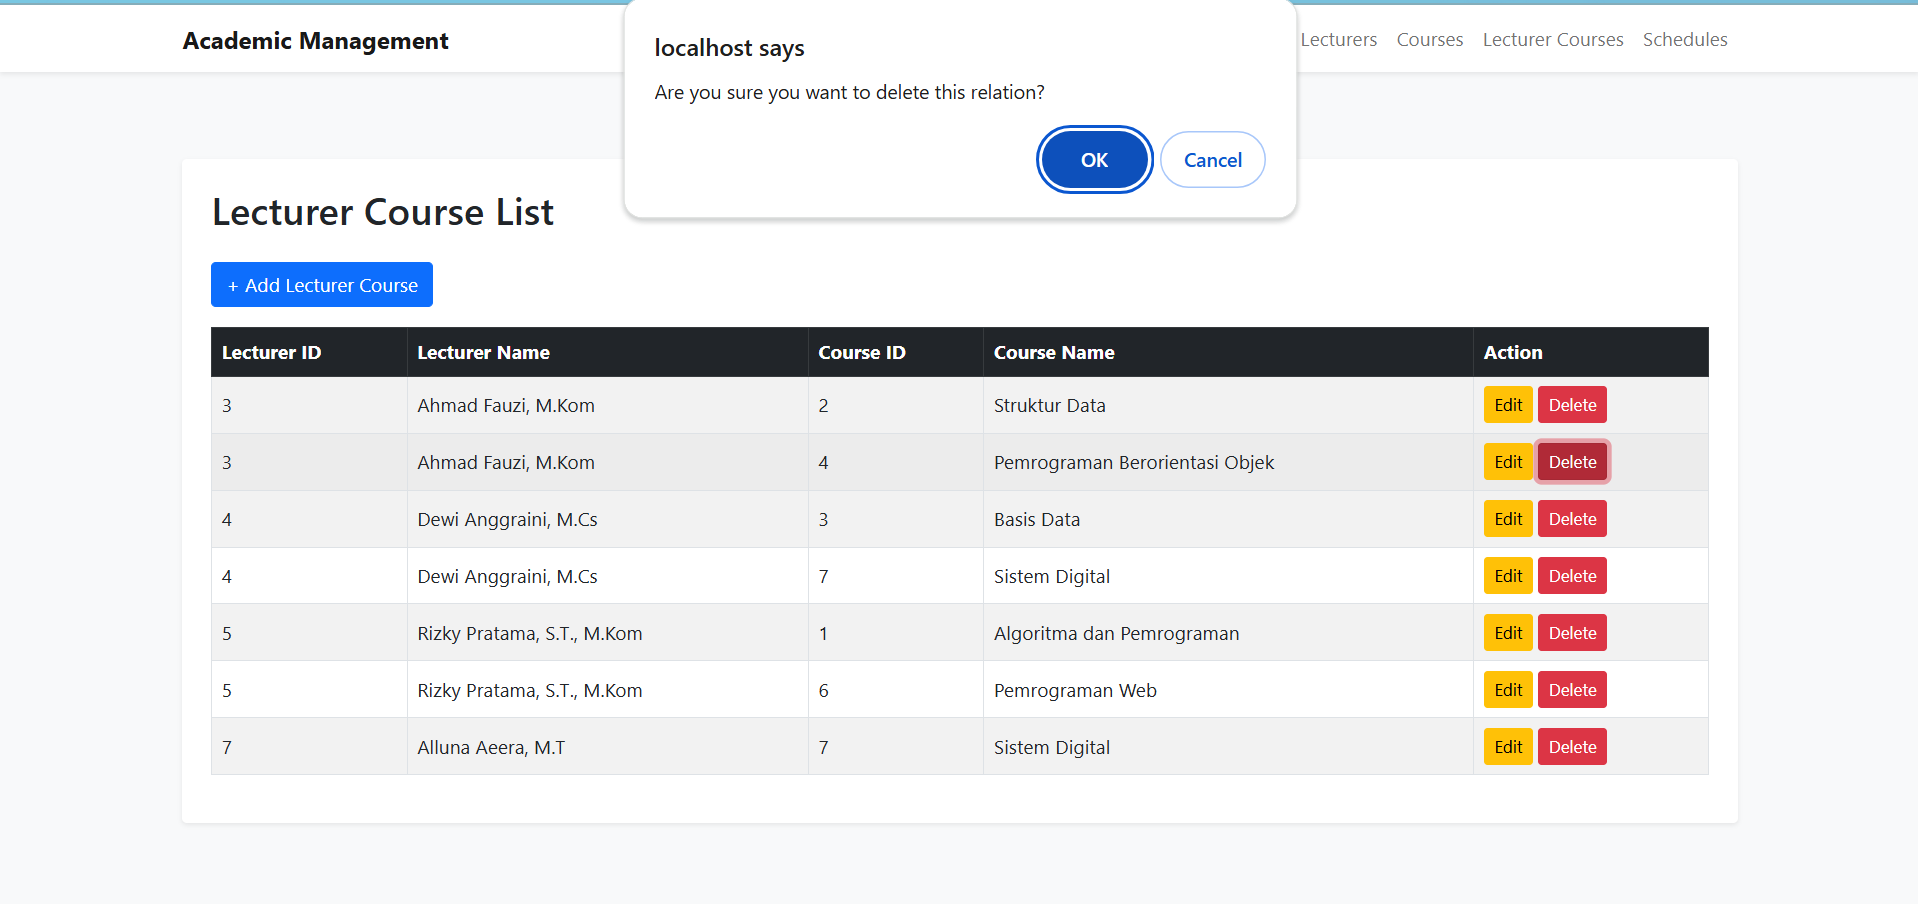 Academic Management
Lecturers Courses Lecturer Courses Schedules
localhost says
Are you sure you want to delete this relation?
OK Cancel
Lecturer Course List
+ Add Lecturer Course
Lecturer ID Lecturer Name Course ID Course Name Action
3 Ahmad Fauzi, M.Kom 2 Struktur Data Edit Delete
3 Ahmad Fauzi, M.Kom 4 Pemrograman Berorientasi Objek Edit Delete
4 Dewi Anggraini, M.Cs 3 Basis Data Edit Delete
4 Dewi Anggraini, M.Cs 7 Sistem Digital Edit Delete
5 Rizky Pratama, S.T., M.Kom 1 Algoritma dan Pemrograman Edit Delete
5 Rizky Pratama, S.T., M.Kom 6 Pemrograman Web Edit Delete
7 Alluna Aeera, M.T 7 Sistem Digital Edit Delete